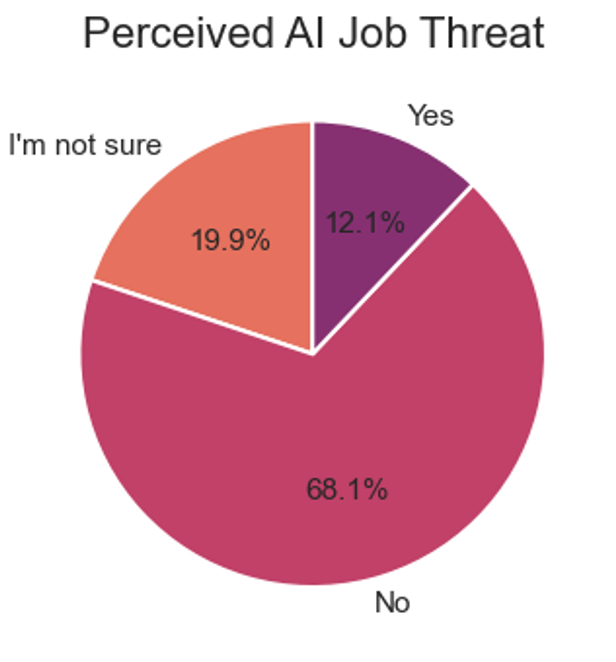 Perceived AI Job Threat
Yes
I'm not sure
12.1%
19.9%
68.1%
No